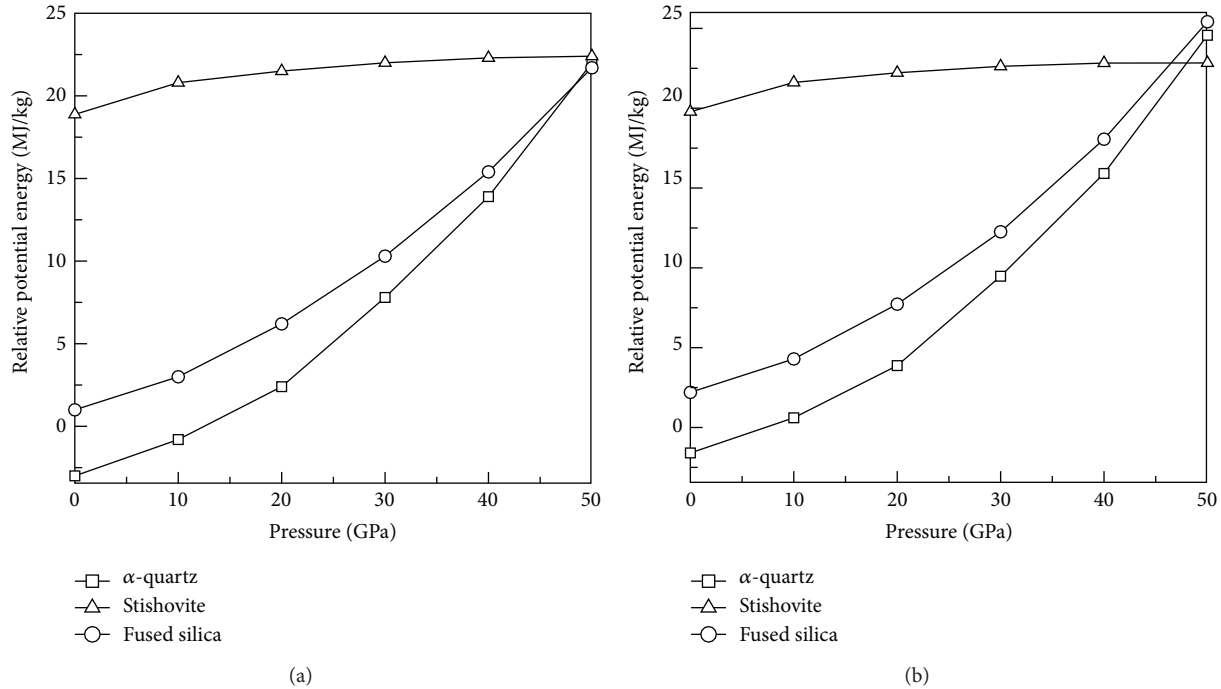 25
20
15
10
5
0
Relative potential energy (MJ/kg)
0
10
20
30
40
50
Pressure (GPa)
α-quartz
Stishovite
Fused silica
(a)
25
20
15
10
5
0
Relative potential energy (MJ/kg)
0
10
20
30
40
50
Pressure (GPa)
α-quartz
Stishovite
Fused silica
(b)